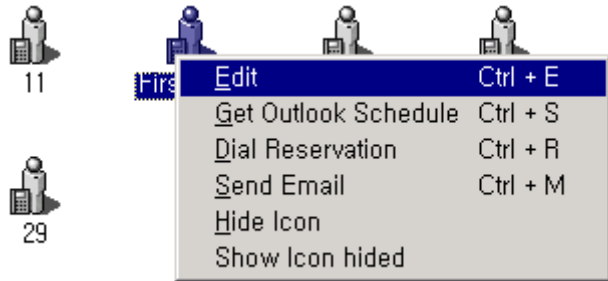 11
Firs
Edit Ctrl + E
Get Outlook Schedule Ctrl + S
Dial Reservation Ctrl + R
Send Email Ctrl + M
Hide Icon
Show Icon hided
29